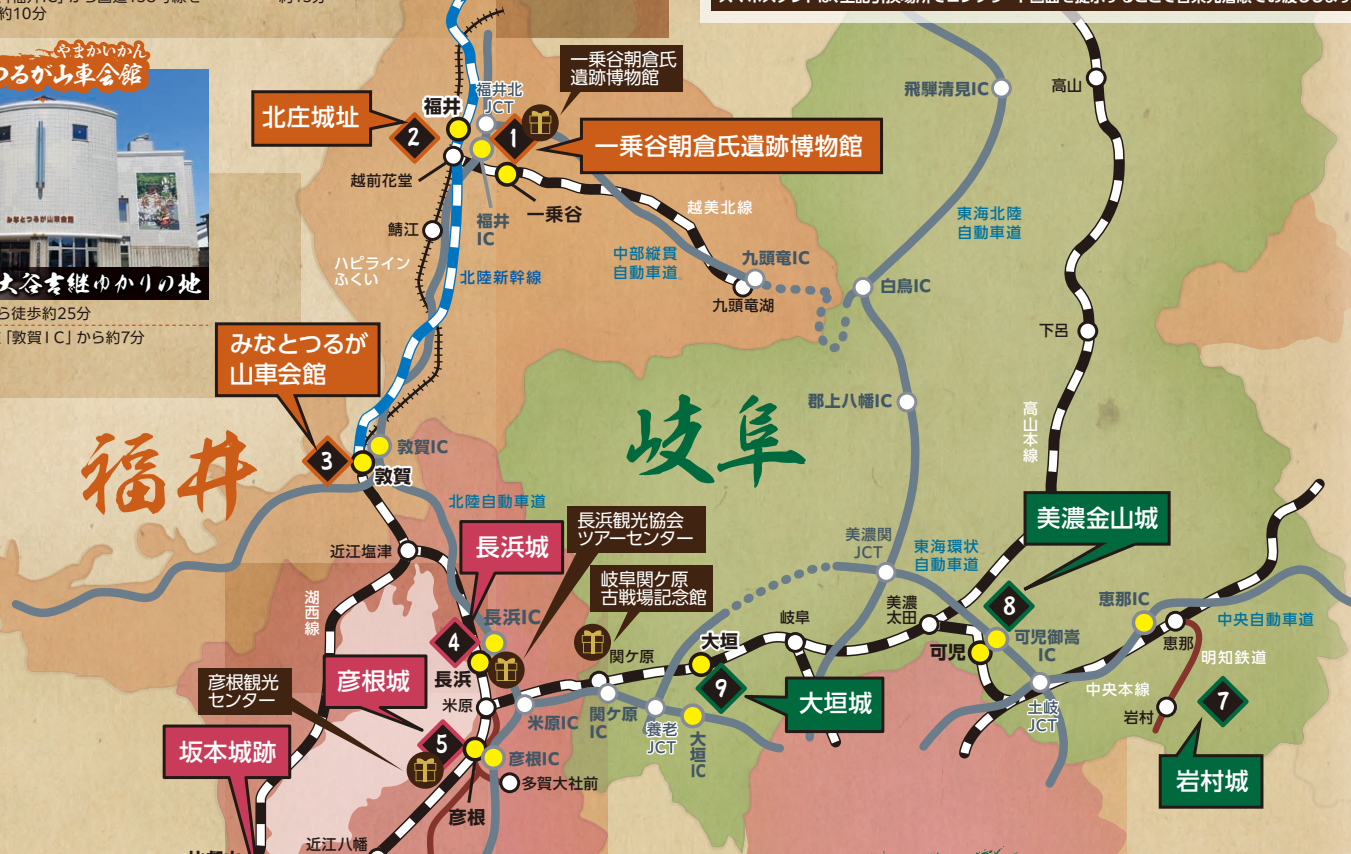 約10分
やまかいかん
つるが山車会館
みなとつるが山車会館
大谷吉継ゆかりの地
ら徒歩約25分
「敦賀IC」から約7分
一乗谷朝倉氏
遺跡博物館
北庄城址
2
福井
福井北
JCT
1
一乗谷朝倉氏遺跡博物館
越前花堂
一乗谷
鯖江
福井
IC
越美北線
ハピライン
ふくい
北陸新幹線
中部縦貫
自動車道
九頭竜IC
九頭竜湖
飛騨清見IC
高山
東海北陸
自動車道
白鳥IC
下呂
郡上八幡IC
高山本線
みなとつるが
山車会館
3
敦賀IC
敦賀
福井
岐阜
北陸自動車道
近江塩津
長浜城
長浜観光協会
ツアーセンター
岐阜関ケ原
古戦場記念館
湖西線
4
長浜IC
長浜
美濃関
JCT
東海環状
自動車道
美濃金山城
8
美濃
太田
可児御嵩
IC
可児
恵那IC
恵那
中央自動車道
明知鉄道
中央本線
土岐
JCT
岩村
7
岩村城
岐阜
大垣
9
大垣城
関ケ原
関ケ原
IC
養老
JCT
大垣IC
米原
米原IC
彦根観光
センター
彦根城
5
彦根IC
彦根
多賀大社前
坂本城跡
近江八幡